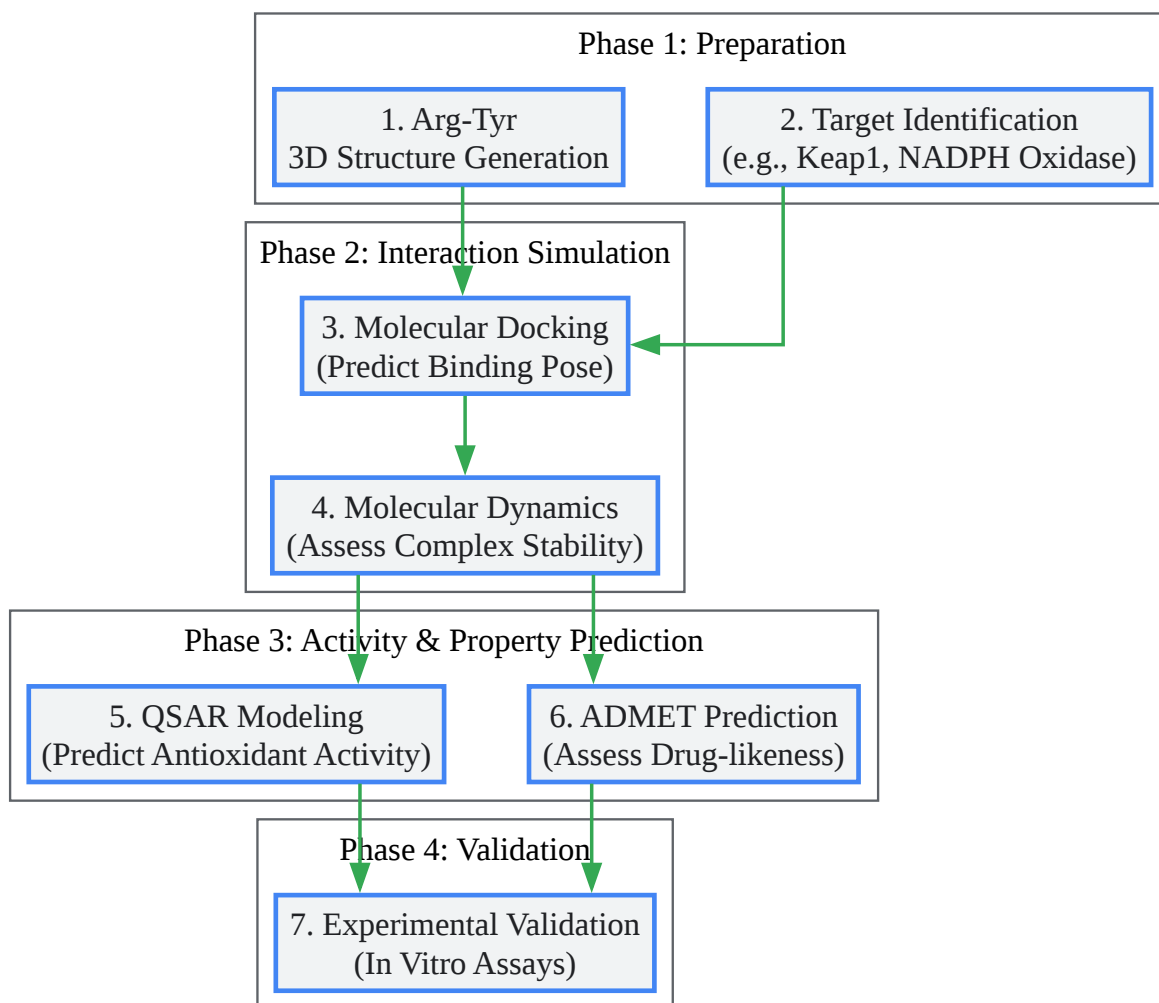 Phase 1: Preparation
1. Arg-Tyr
3D Structure Generation
2. Target Identification
(e.g., Keap1, NADPH Oxidase)
Phase 2: Interaction Simulation
3. Molecular Docking
(Predict Binding Pose)
4. Molecular Dynamics
(Assess Complex Stability)
Phase 3: Activity & Property Prediction
5. QSAR Modeling
(Predict Antioxidant Activity)
6. ADMET Prediction
(Assess Drug-likeness)
Phase 4: Validation
7. Experimental Validation
(In Vitro Assays)